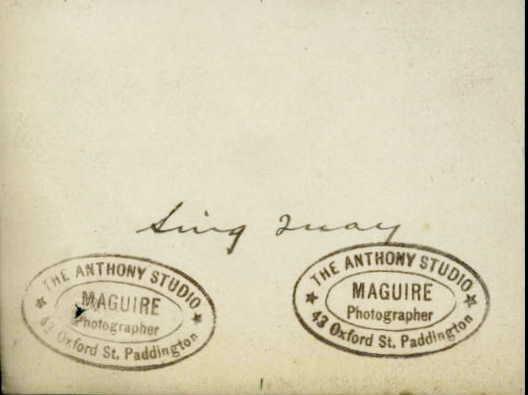 Sing Quay
THE ANTHONY STUDIO
MAGUIRE
Photographer
43 Oxford St. Paddington
THE ANTHONY STUDIO
MAGUIRE
Photographer
43 Oxford St. Paddington